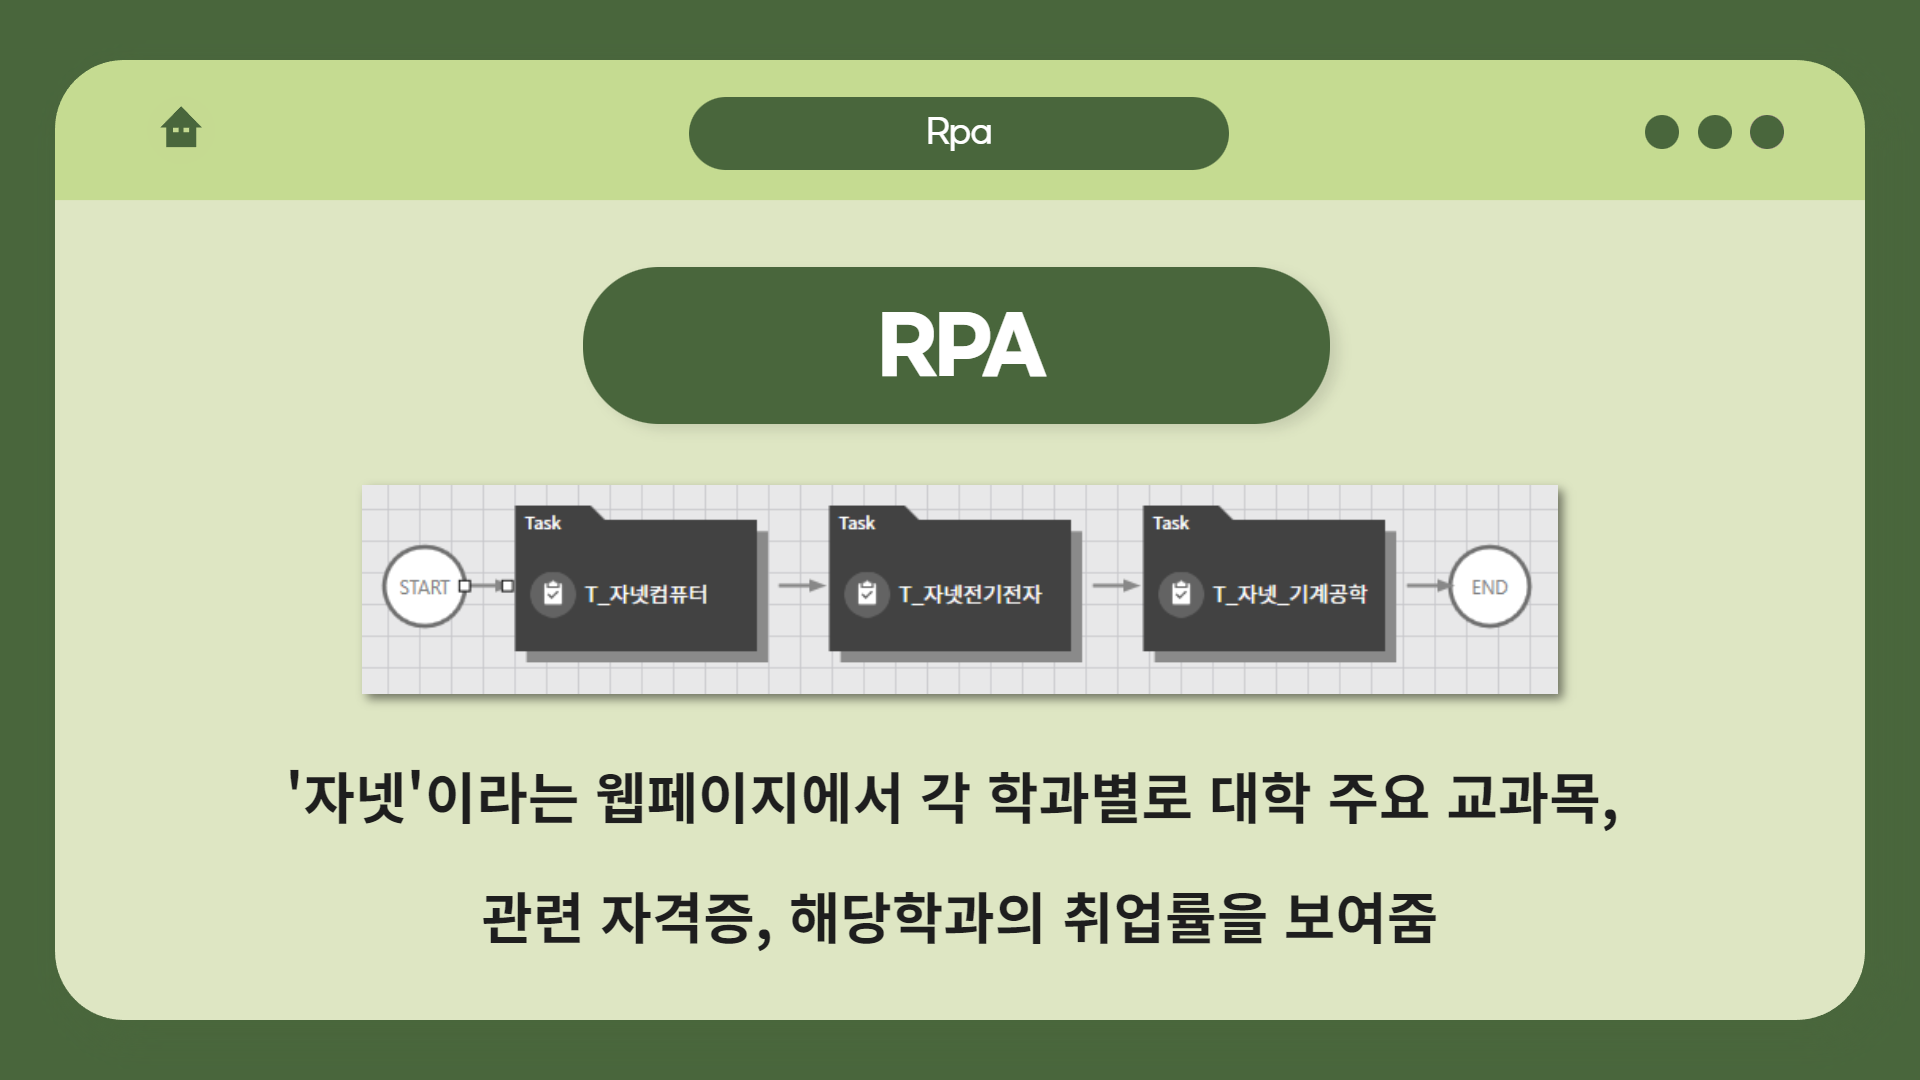 Rpa
RPA
Task
Task
Task
START
T_자넷컴퓨터
T_자넷전기전자
T_자넷_기계공학
END
'자넷'이라는 웹페이지에서 각 학과별로 대학 주요 교과목,
관련 자격증, 해당학과의 취업률을 보여줌